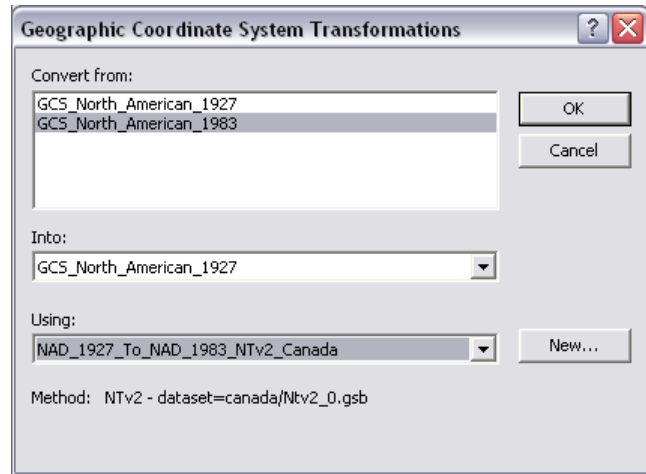 Geographic Coordinate System Transformations
Convert from:
GCS_North_American_1927
GCS_North_American_1983
OK
Cancel
Into:
GCS_North_American_1927
Using:
NAD_1927_To_NAD_1983_NTv2_Canada
New...
Method: NTv2 - dataset=canada/Ntv2_0.gsb